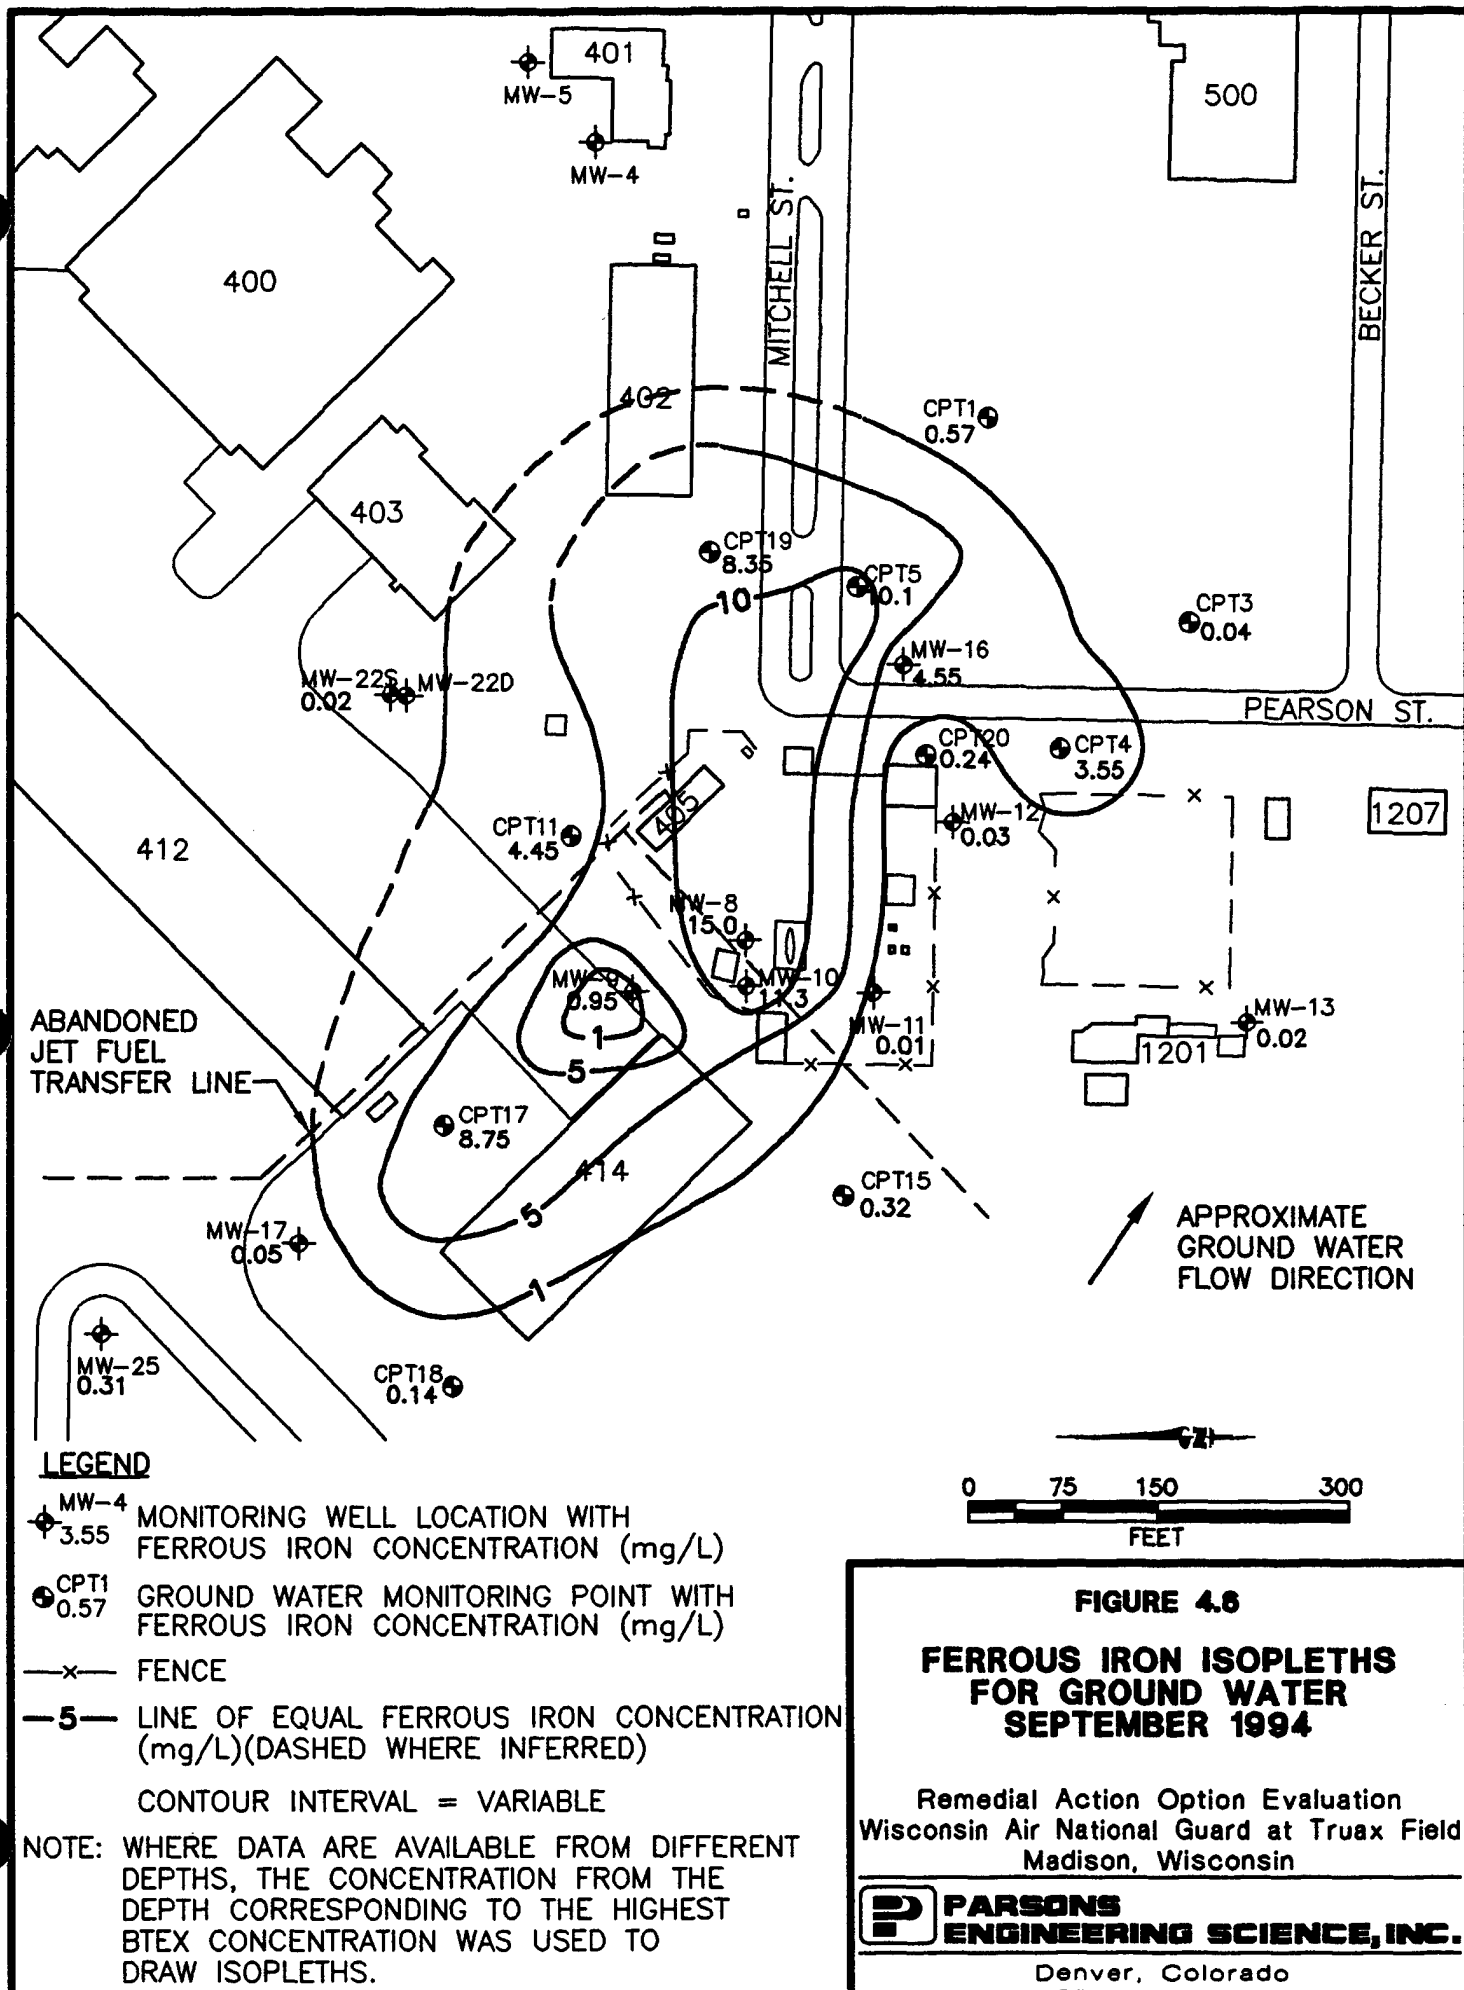 401
MW-5
MW-4
500
MITCHELL ST.
BECKER ST.
400
402
CPT1
0.57
403
CPT19
8.35
10
CPT5
10.1
CPT3
0.04
MW-16
4.55
MW-22S
0.02
MW-22D
PEARSON ST.
CPT20
0.24
CPT4
3.55
405
CPT11
4.45
MW-12
0.03
1207
412
MW-8
15.0
MW-9
0.95
MW-10
11.3
1
5
MW-11
0.01
MW-13
0.02
1201
ABANDONED
JET FUEL
TRANSFER LINE
CPT17
8.75
414
CPT15
0.32
5
MW-17
0.05
APPROXIMATE
GROUND WATER
FLOW DIRECTION
1
MW-25
0.31
CPT18
0.14
LEGEND
MW-4
3.55
MONITORING WELL LOCATION WITH
FERROUS IRON CONCENTRATION (mg/L)
CPT1
0.57
GROUND WATER MONITORING POINT WITH
FERROUS IRON CONCENTRATION (mg/L)
—x— FENCE
—5— LINE OF EQUAL FERROUS IRON CONCENTRATION
(mg/L)(DASHED WHERE INFERRED)
CONTOUR INTERVAL = VARIABLE
NOTE: WHERE DATA ARE AVAILABLE FROM DIFFERENT
DEPTHS, THE CONCENTRATION FROM THE
DEPTH CORRESPONDING TO THE HIGHEST
BTEX CONCENTRATION WAS USED TO
DRAW ISOPLETHS.
0 75 150 300
FEET
FIGURE 4.6
FERROUS IRON ISOPLETHS
FOR GROUND WATER
SEPTEMBER 1994
Remedial Action Option Evaluation
Wisconsin Air National Guard at Truax Field
Madison, Wisconsin
PARSONS
ENGINEERING SCIENCE, INC.
Denver, Colorado